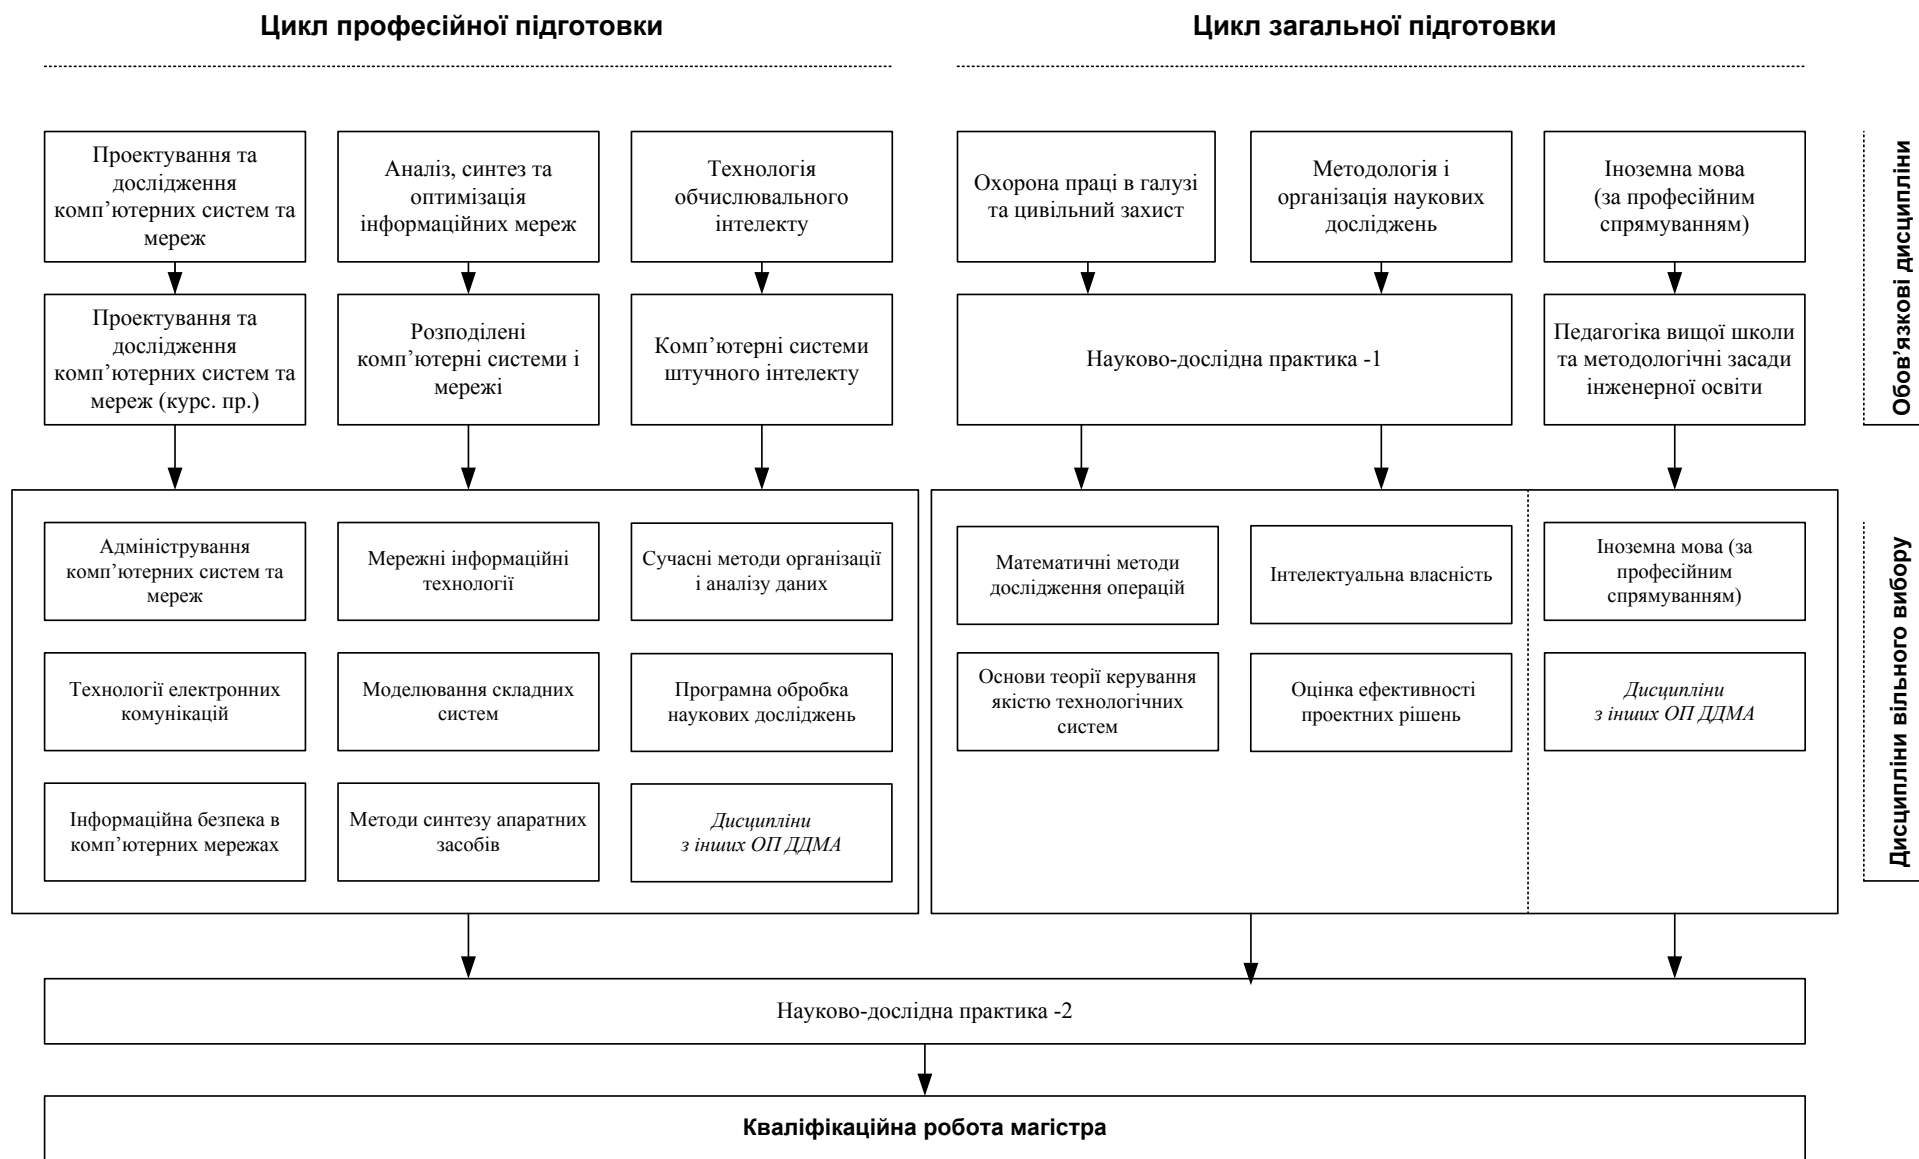 Цикл професійної підготовки
Цикл загальної підготовки
Проектування та
дослідження
комп’ютерних систем та
мереж
Аналіз, синтез та
оптимізація
інформаційних мереж
Технологія
обчислювального
інтелекту
Охорона праці в галузі
та цивільний захист
Методологія і
організація наукових
досліджень
Іноземна мова
(за професійним
спрямуванням)
Обов’язкові дисципліни
Проектування та
дослідження
комп’ютерних систем та
мереж (курс. пр.)
Розподілені
комп’ютерні системи і
мережі
Комп’ютерні системи
штучного інтелекту
Науково-дослідна практика -1
Педагогіка вищої школи
та методологічні засади
інженерної освіти
Адміністрування
комп’ютерних систем та
мереж
Мережні інформаційні
технології
Сучасні методи організації
і аналізу даних
Математичні методи
дослідження операцій
Інтелектуальна власність
Іноземна мова (за
професійним
спрямуванням)
Дисципліни вільного вибору
Технології електронних
комунікацій
Моделювання складних
систем
Програмна обробка
наукових досліджень
Основи теорії керування
якістю технологічних
систем
Оцінка ефективності
проектних рішень
Дисципліни
з інших ОП ДДМА
Інформаційна безпека в
комп’ютерних мережах
Методи синтезу апаратних
засобів
Дисципліни
з інших ОП ДДМА
Науково-дослідна практика -2
Кваліфікаційна робота магістра